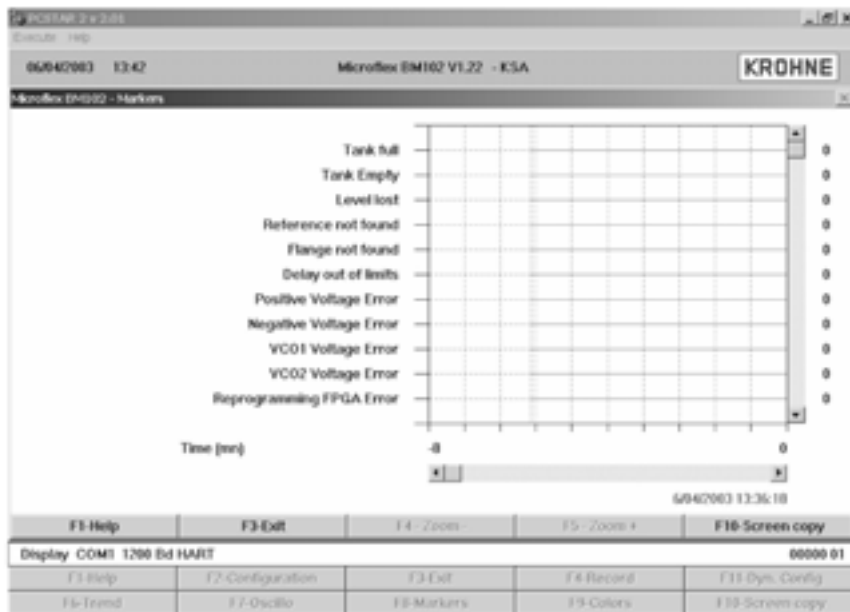 PCSTAR 2 v 2.01
Execute Help
06/04/2003 13:42 Microflex BM102 V1.22 - KSA KROHNE
Microflex BM102 - Markers
Tank full 0
Tank Empty 0
Level lost 0
Reference not found 0
Flange not found 0
Delay out of limits 0
Positive Voltage Error 0
Negative Voltage Error 0
VCO1 Voltage Error 0
VCO2 Voltage Error 0
Reprogramming FPGA Error 0
Time (mn) -8 0
6/04/2003 13:36:18
F1-Help F3-Exit F4 - Zoom - F5 - Zoom + F10-Screen copy
Display COM1 1200 Bd HART 00000 01
F1-Help F2-Configuration F3-Exit F4-Record F11-Dyn. Config
F6-Trend F7-Oscillo F8-Markers F9-Colors F10-Screen copy